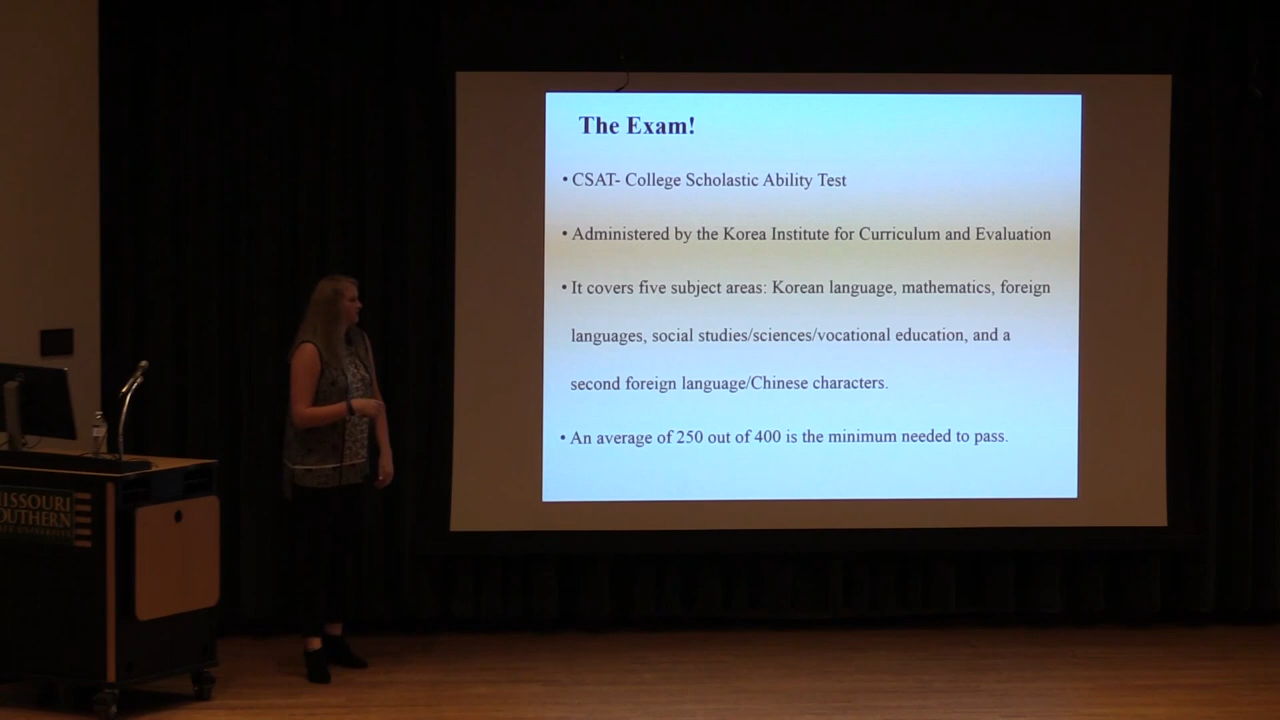 The Exam!
• CSAT- College Scholastic Ability Test
• Administered by the Korea Institute for Curriculum and Evaluation
• It covers five subject areas: Korean language, mathematics, foreign
languages, social studies/sciences/vocational education, and a
second foreign language/Chinese characters.
• An average of 250 out of 400 is the minimum needed to pass.
MISSOURI
SOUTHERN